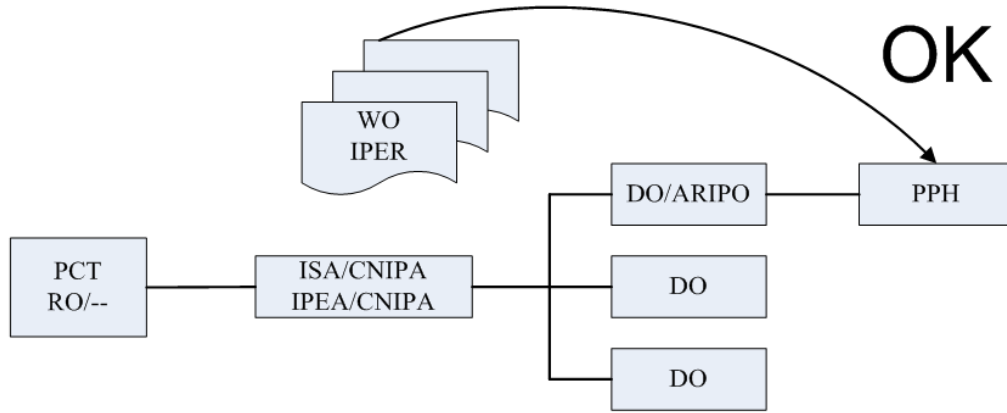 OK
WO
IPER
DO/ARIPO
PPH
PCT
RO/--
ISA/CNIPA
IPEA/CNIPA
DO
DO